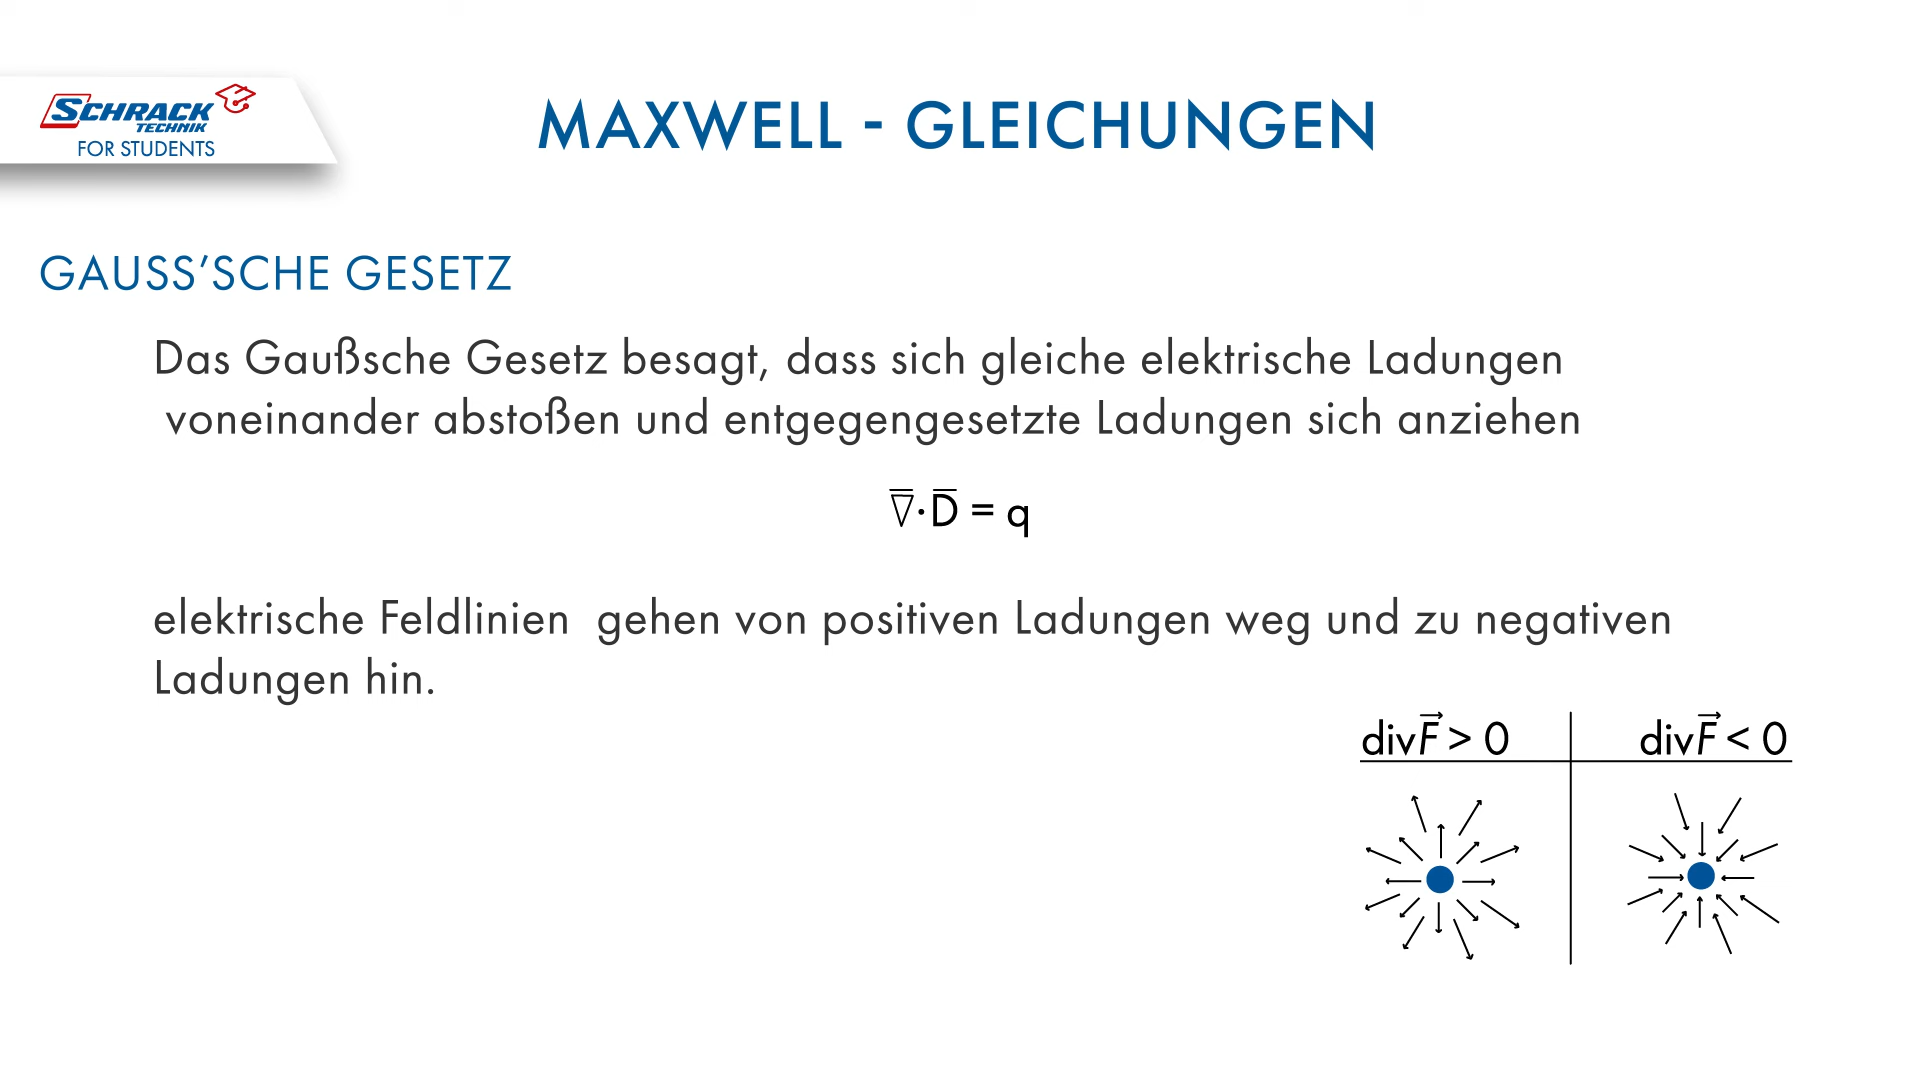 SCHRACK
TECHNIK
FOR STUDENTS
MAXWELL - GLEICHUNGEN
GAUSS’SCHE GESETZ
Das Gaußsche Gesetz besagt, dass sich gleiche elektrische Ladungen
voneinander abstoßen und entgegengesetzte Ladungen sich anziehen
∇̅·D̅ = q
elektrische Feldlinien gehen von positiven Ladungen weg und zu negativen
Ladungen hin.
divF⃗ > 0 divF⃗ < 0